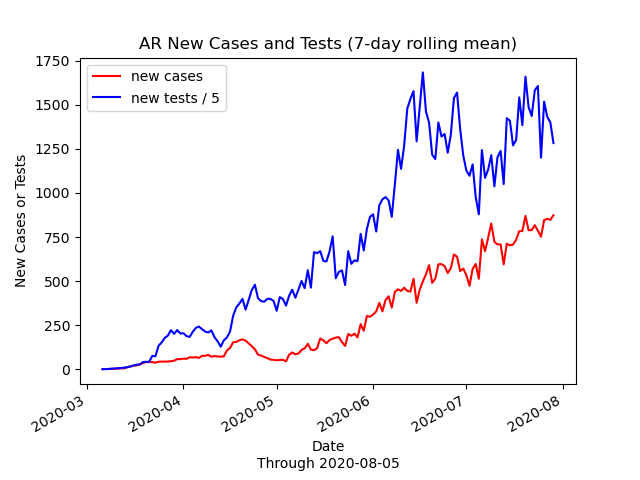 AR New Cases and Tests (7-day rolling mean)
new cases
new tests / 5
New Cases or Tests
1750
1500
1250
1000
750
500
250
0
2020-03
2020-04
2020-05
2020-06
2020-07
2020-08
Date
Through 2020-08-05